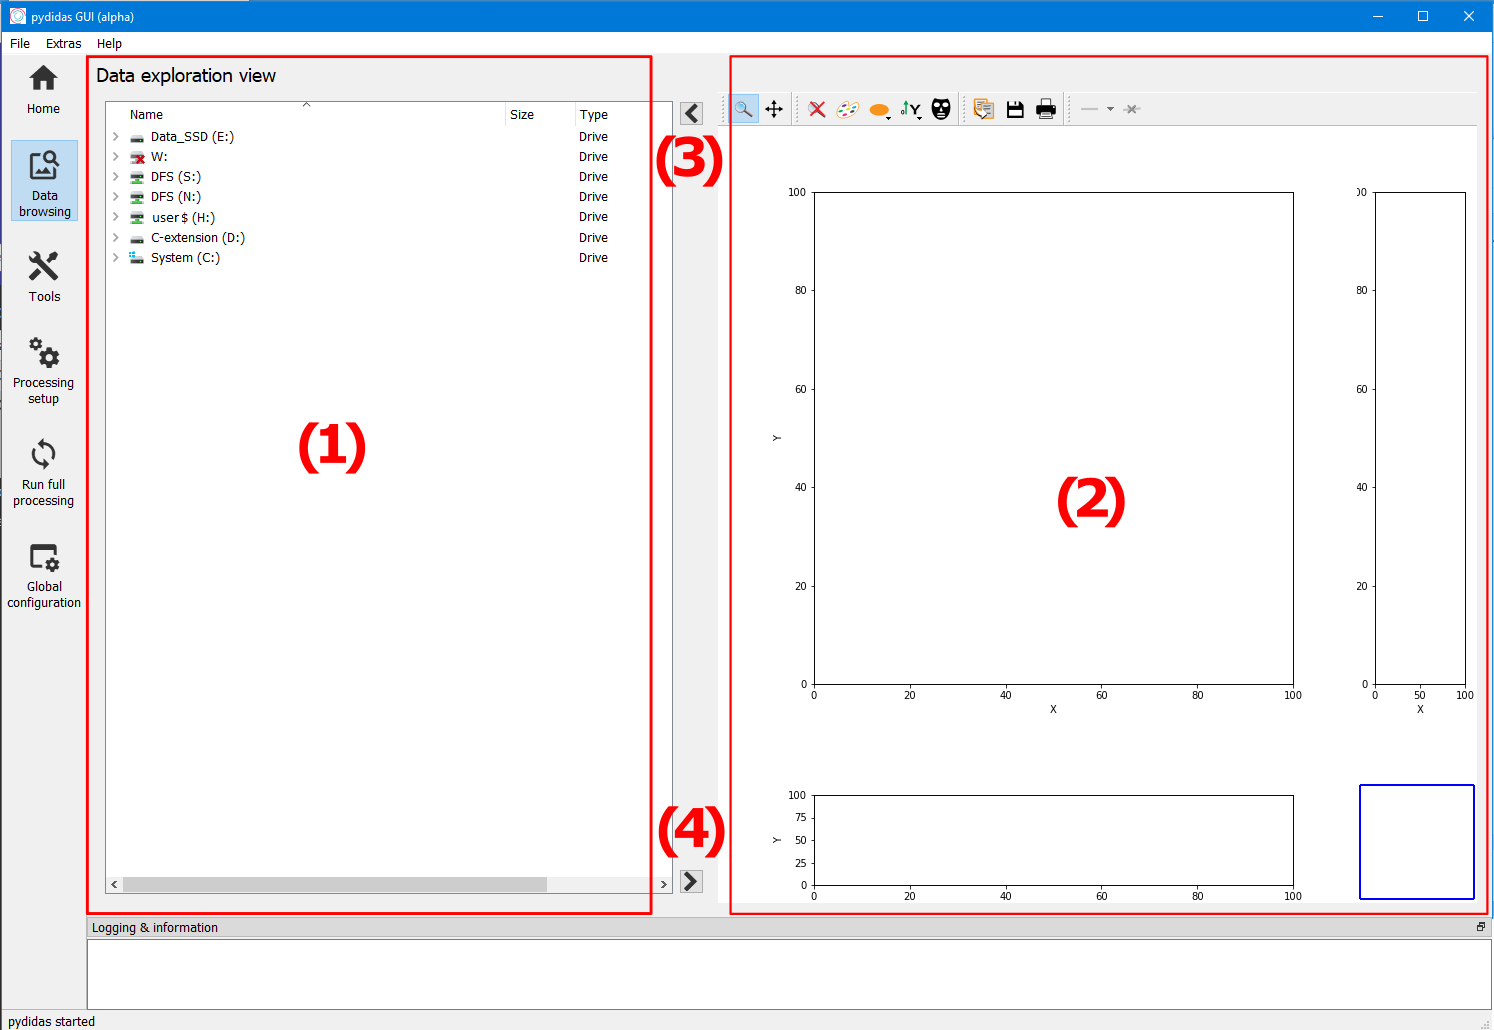 pydidas GUI (alpha)
File Extras Help
Data exploration view
Home
Data
browsing
Tools
Processing
setup
Run full
processing
Global
configuration
Name Size Type
Data_SSD (E:) Drive
W: Drive
DFS (S:) Drive
DFS (N:) Drive
user$ (H:) Drive
C-extension (D:) Drive
System (C:) Drive
(1)
(3)
(4)
(2)
Y
100
80
60
40
20
0
Y
0 20 40 60 80 100
X
00
80
60
40
20
0
0 50 100
X
100
75
50
25
0
Y
0 20 40 60 80 100
Logging & information
pydidas started